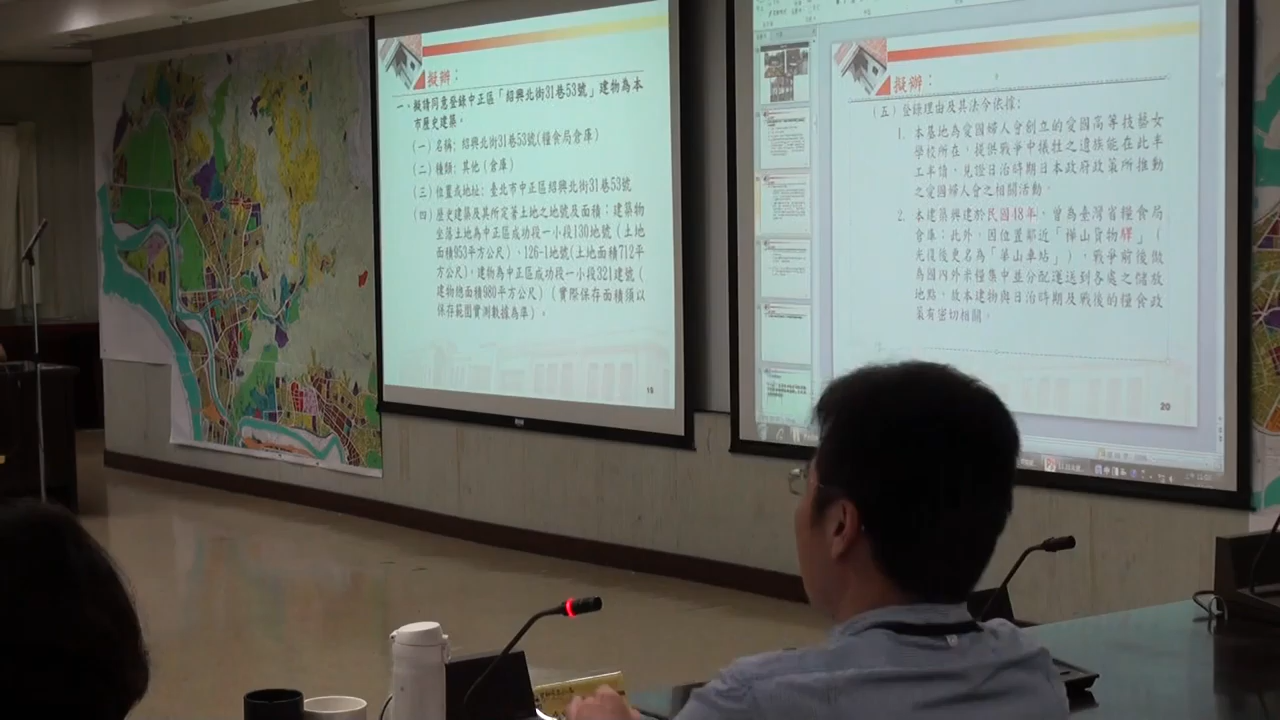 擬辦：
一、擬請同意登錄中正區「紹興北街31巷53號」建物為本
市歷史建築。
（一）名稱：紹興北街31巷53號(糧食局倉庫)
（二）種類：其他（倉庫）
（三）位置或地址：臺北市中正區紹興北街31巷53號
（四）歷史建築及其所定著土地之地號及面積：建築物
坐落土地為中正區成功段一小段130地號（土地
面積953平方公尺）、126-1地號(土地面積712平
方公尺)，建物為中正區成功段一小段321建號（
建物總面積980平方公尺）(實際保存面積須以
保存範圍實測數據為準）。
擬辦：
（五）登錄理由及其法令依據：
1. 本基地為愛國婦人會創立的愛國高等技藝女
學校所在，提供戰爭中犧牲之遺族能在此半
工半讀，見證日治時期日本政府政策所推動
之愛國婦人會之相關活動。
2. 本建築興建於民國48年，曾為臺灣省糧食局
倉庫；此外，因位置鄰近「樺山貨物驛」（
光復後更名為「華山車站」），戰爭前後做
為國內外米糧集中並分配運送到各處之儲放
地點，故本建物與日治時期及戰後的糧食政
策有密切相關。
20